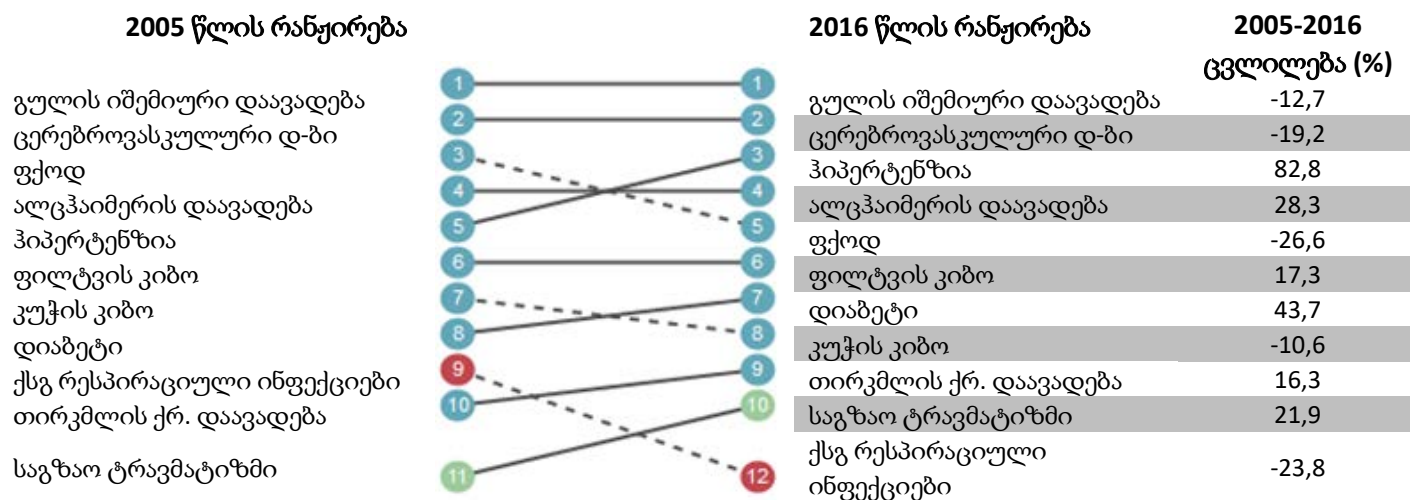 2005 წლის რანჟირება 2016 წლის რანჟირება 2005-2016
ცვლილება (%)
გულის იშემიური დაავადება 1 1 გულის იშემიური დაავადება -12,7
ცერებროვასკულური დ-ბი 2 2 ცერებროვასკულური დ-ბი -19,2
ფქოდ 3 3 ჰიპერტენზია 82,8
ალცჰაიმერის დაავადება 4 4 ალცჰაიმერის დაავადება 28,3
ჰიპერტენზია 5 5 ფქოდ -26,6
ფილტვის კიბო 6 6 ფილტვის კიბო 17,3
კუჭის კიბო 7 7 დიაბეტი 43,7
დიაბეტი 8 8 კუჭის კიბო -10,6
ქსგ რესპირაციული ინფექციები 9 9 თირკმლის ქრ. დაავადება 16,3
თირკმლის ქრ. დაავადება 10 10 საგზაო ტრავმატიზმი 21,9
საგზაო ტრავმატიზმი 11 12 ქსგ რესპირაციული
ინფექციები -23,8